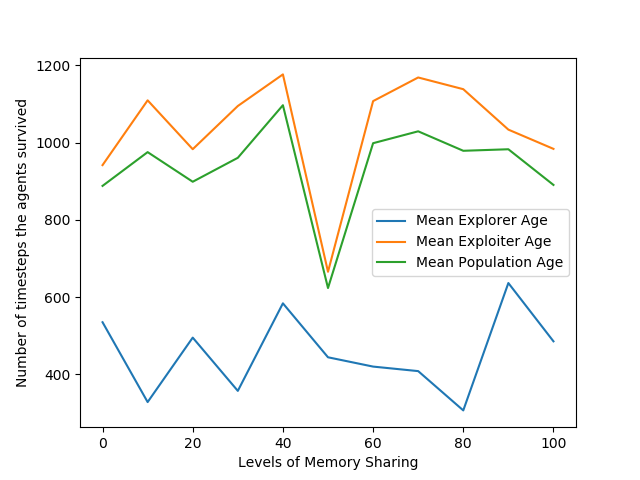 1200
1000
800
600
400
Number of timesteps the agents survived
Mean Explorer Age
Mean Exploiter Age
Mean Population Age
0 20 40 60 80 100
Levels of Memory Sharing